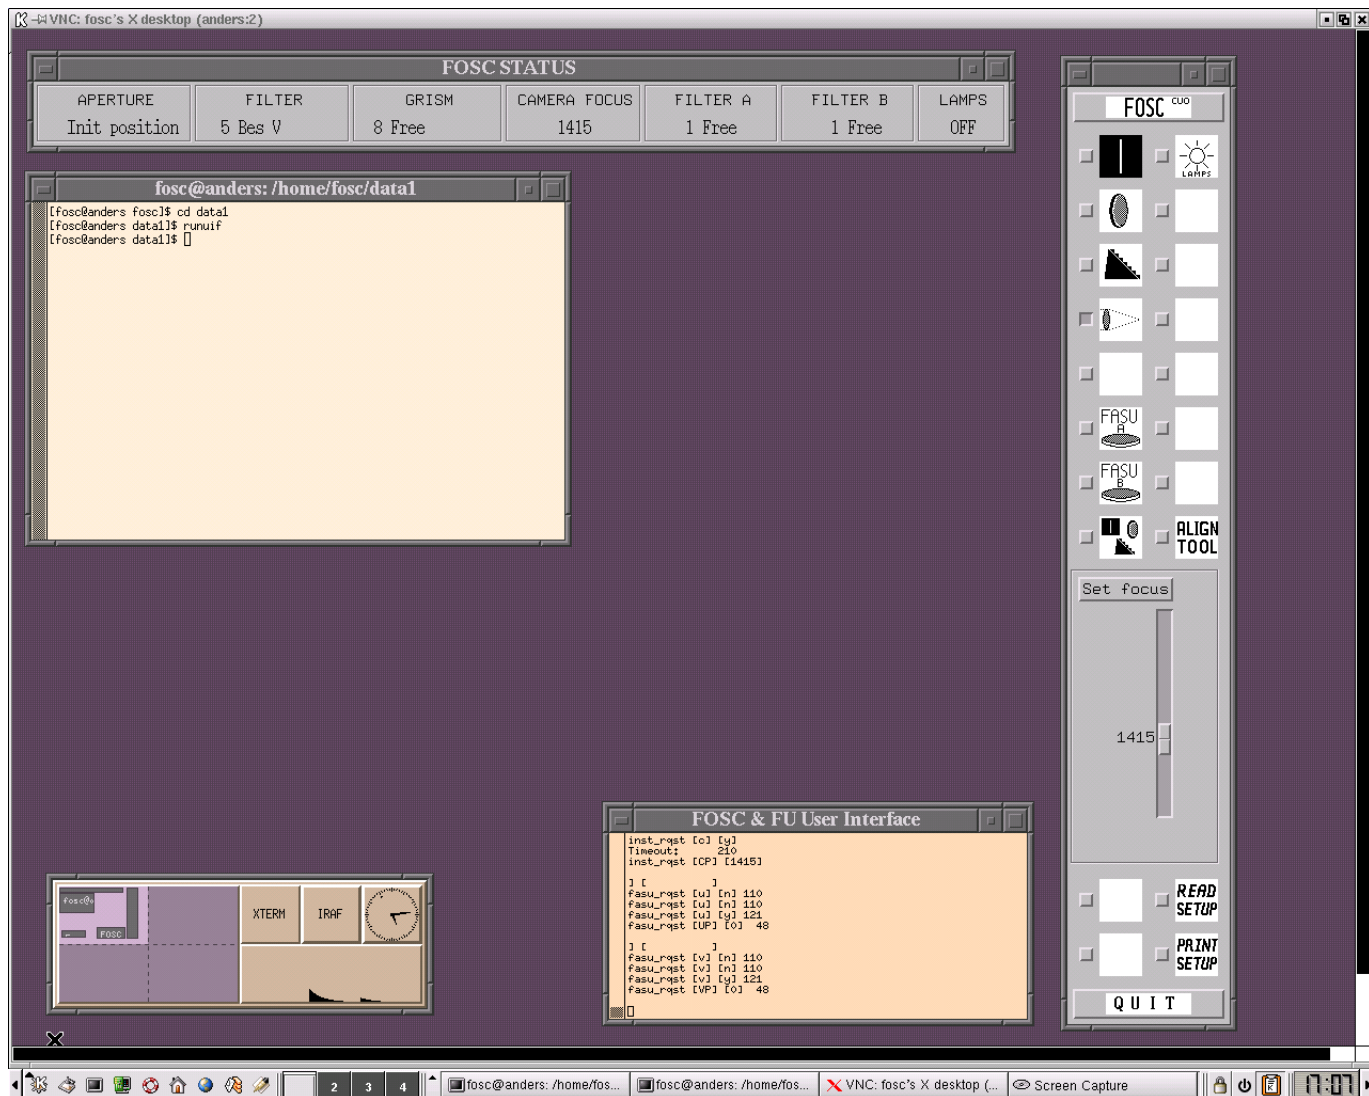 VNC: fosc's X desktop (anders:2)
FOSC STATUS
APERTURE FILTER GRISM CAMERA FOCUS FILTER A FILTER B LAMPS
Init position 5 Bes V 8 Free 1415 1 Free 1 Free OFF
fosc@anders: /home/fosc/data1
[fosc@anders fosc]$ cd data1
[fosc@anders data1]$ runuif
[fosc@anders data1]$
FOSC CUO
LAMPS
FASU
A
FASU
B
ALIGN
TOOL
Set focus
1415
READ
SETUP
PRINT
SETUP
QUIT
FOSC & FU User Interface
inst_rqst [c] [y]
Timeout: 210
inst_rqst [CP] [1415]
] [ ]
fasu_rqst [u] [n] 110
fasu_rqst [u] [n] 110
fasu_rqst [u] [y] 121
fasu_rqst [UP] [0] 48
] [ ]
fasu_rqst [v] [n] 110
fasu_rqst [v] [n] 110
fasu_rqst [v] [y] 121
fasu_rqst [VP] [0] 48
fosc@
FOSC
XTERM IRAF
2 3 4 fosc@anders: /home/fos... fosc@anders: /home/fos... VNC: fosc's X desktop (... Screen Capture 17:07